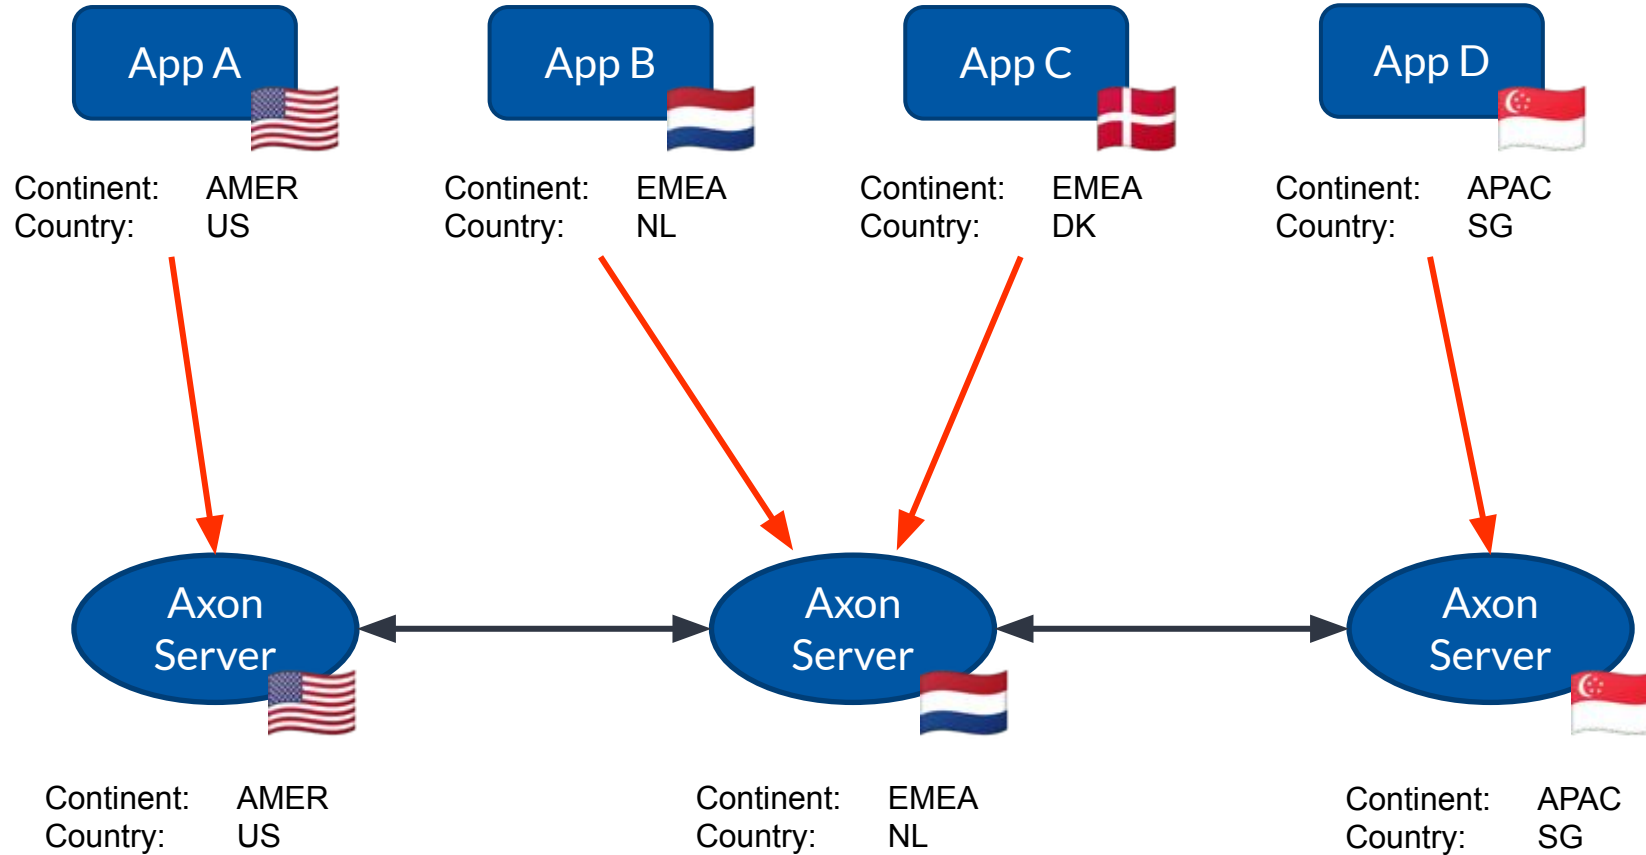 App A
App B
App C
App D
Continent: AMER
Country: US
Continent: EMEA
Country: NL
Continent: EMEA
Country: DK
Continent: APAC
Country: SG
Axon
Server
Axon
Server
Axon
Server
Continent: AMER
Country: US
Continent: EMEA
Country: NL
Continent: APAC
Country: SG